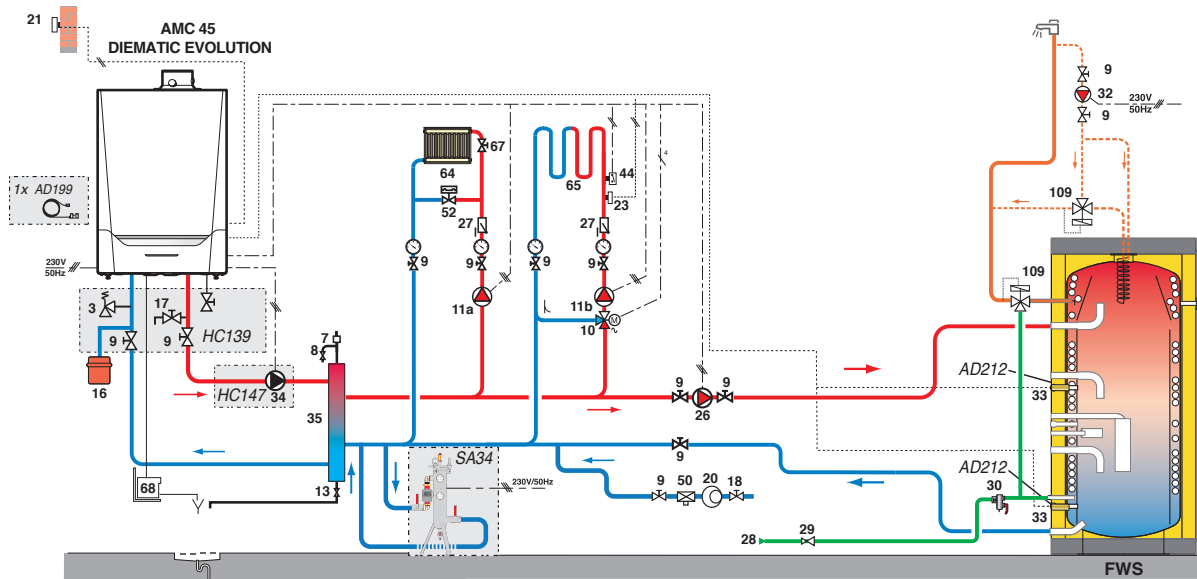 21
AMC 45
DIEMATIC EVOLUTION
1x AD199
230V
50Hz
3
17
9
9
HC139
16
HC147
34
7
8
35
13
68
64
67
52
27
9
9
11a
65
44
23
27
9
9
11b
10
M
4
9
9
26
9
SA34
230V/50Hz
9
50
20
18
28
29
30
9
32
230V
50Hz
9
109
109
AD212
33
AD212
33
FWS